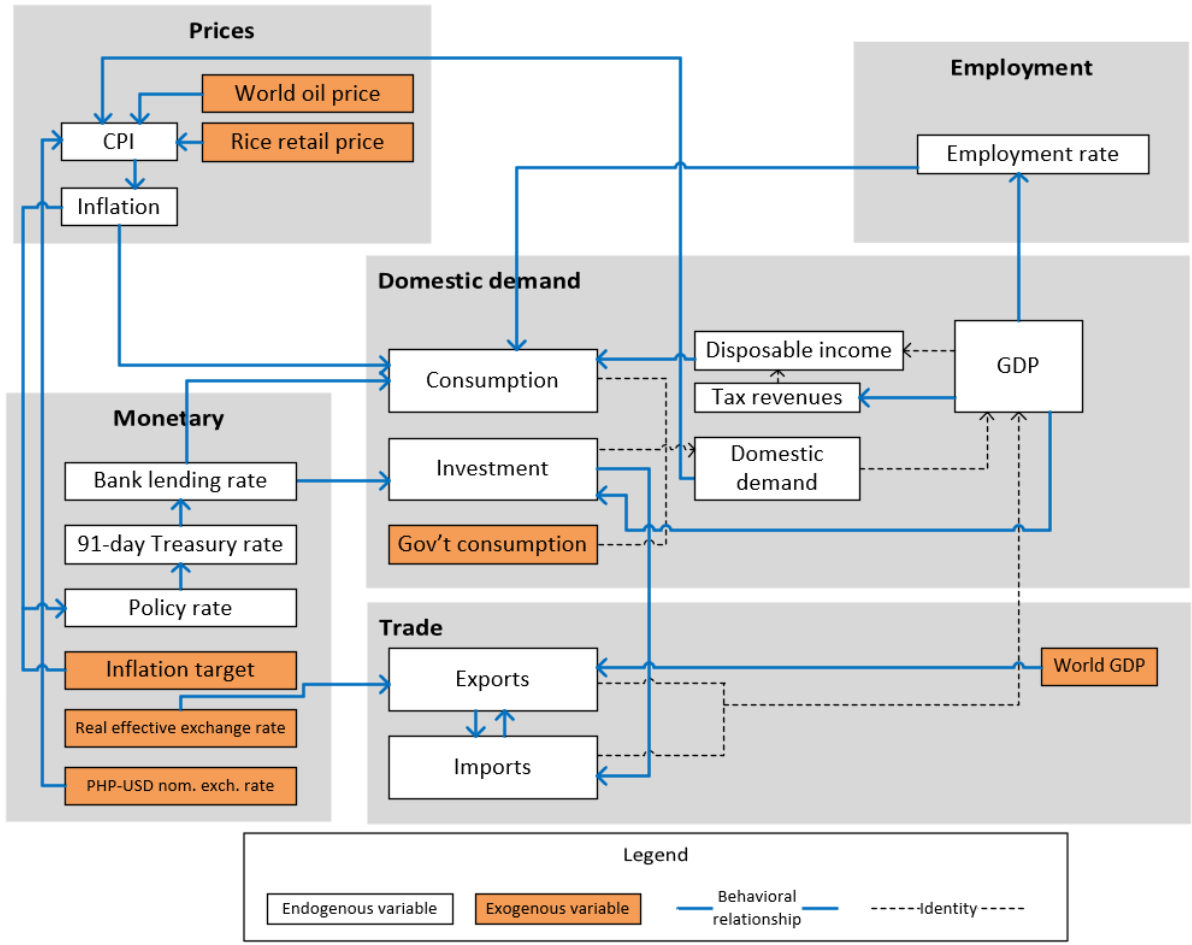 Prices
World oil price
CPI
Rice retail price
Inflation
Employment
Employment rate
Domestic demand
Disposable income
GDP
Consumption
Tax revenues
Investment
Domestic
demand
Gov't consumption
Monetary
Bank lending rate
91-day Treasury rate
Policy rate
Inflation target
Real effective exchange rate
PHP-USD nom. exch. rate
Trade
Exports
World GDP
Imports
Legend
Endogenous variable
Exogenous variable
Behavioral
relationship
Identity